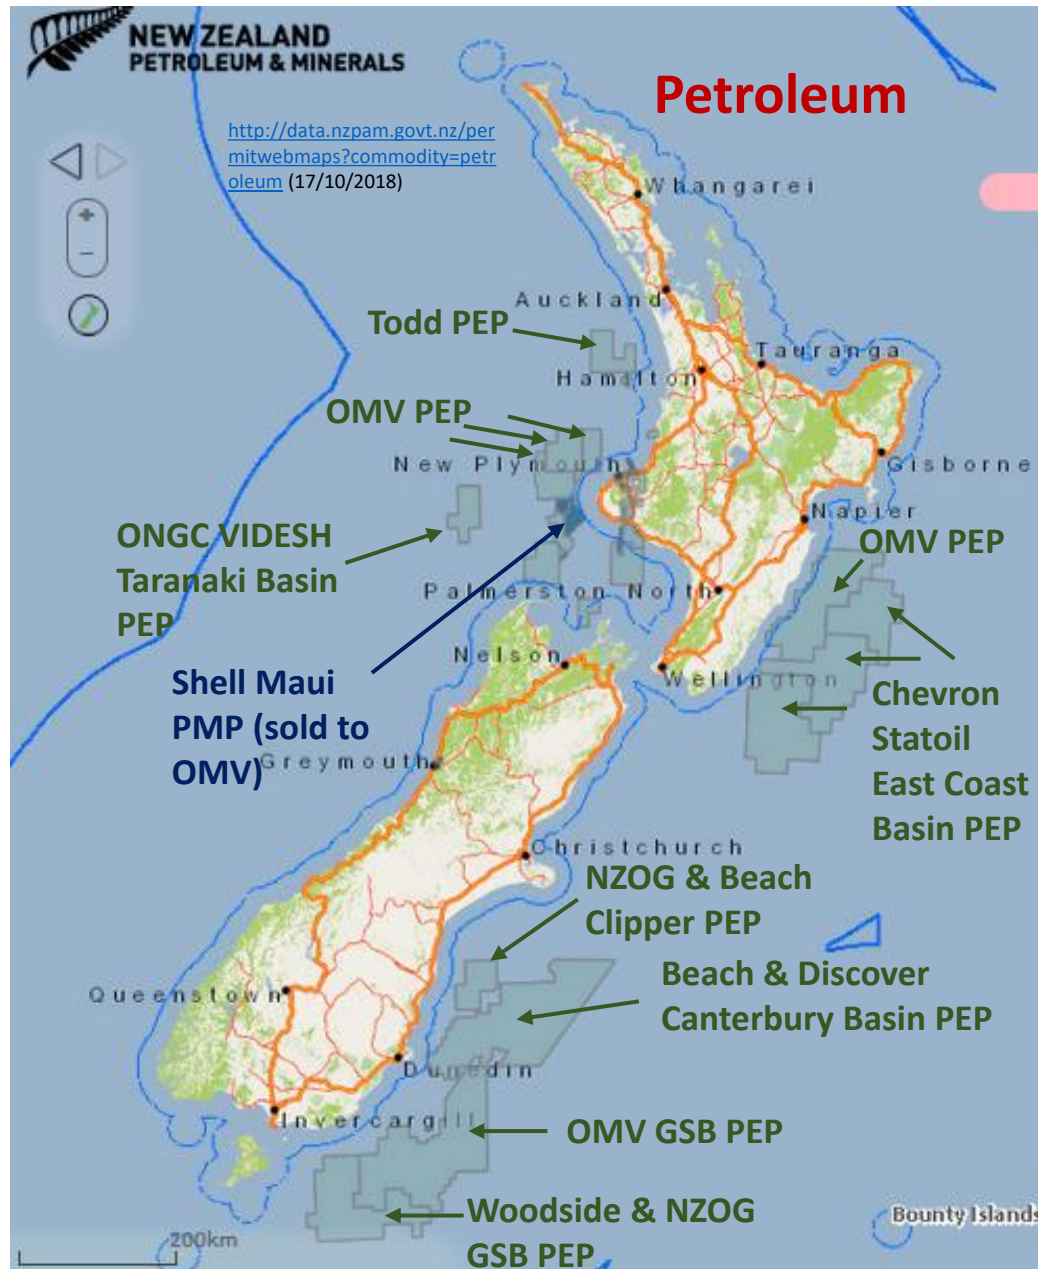 NEW ZEALAND
PETROLEUM & MINERALS
Petroleum
http://data.nzpam.govt.nz/per
mitwebmaps?commodity=petr
oleum (17/10/2018)
Whangarei
Auckland
Todd PEP
Tauranga
Hamilton
OMV PEP
New Plymouth
Gisborne
Napier
ONGC VIDESH
Taranaki Basin
PEP
OMV PEP
Palmerston North
Nelson
Wellington
Shell Maui
PMP (sold to
OMV)
Chevron
Statoil
East Coast
Basin PEP
Greymouth
Christchurch
NZOG & Beach
Clipper PEP
Beach & Discover
Canterbury Basin PEP
Queenstown
Dunedin
Invercargill
OMV GSB PEP
Woodside & NZOG
GSB PEP
Bounty Islands
200km